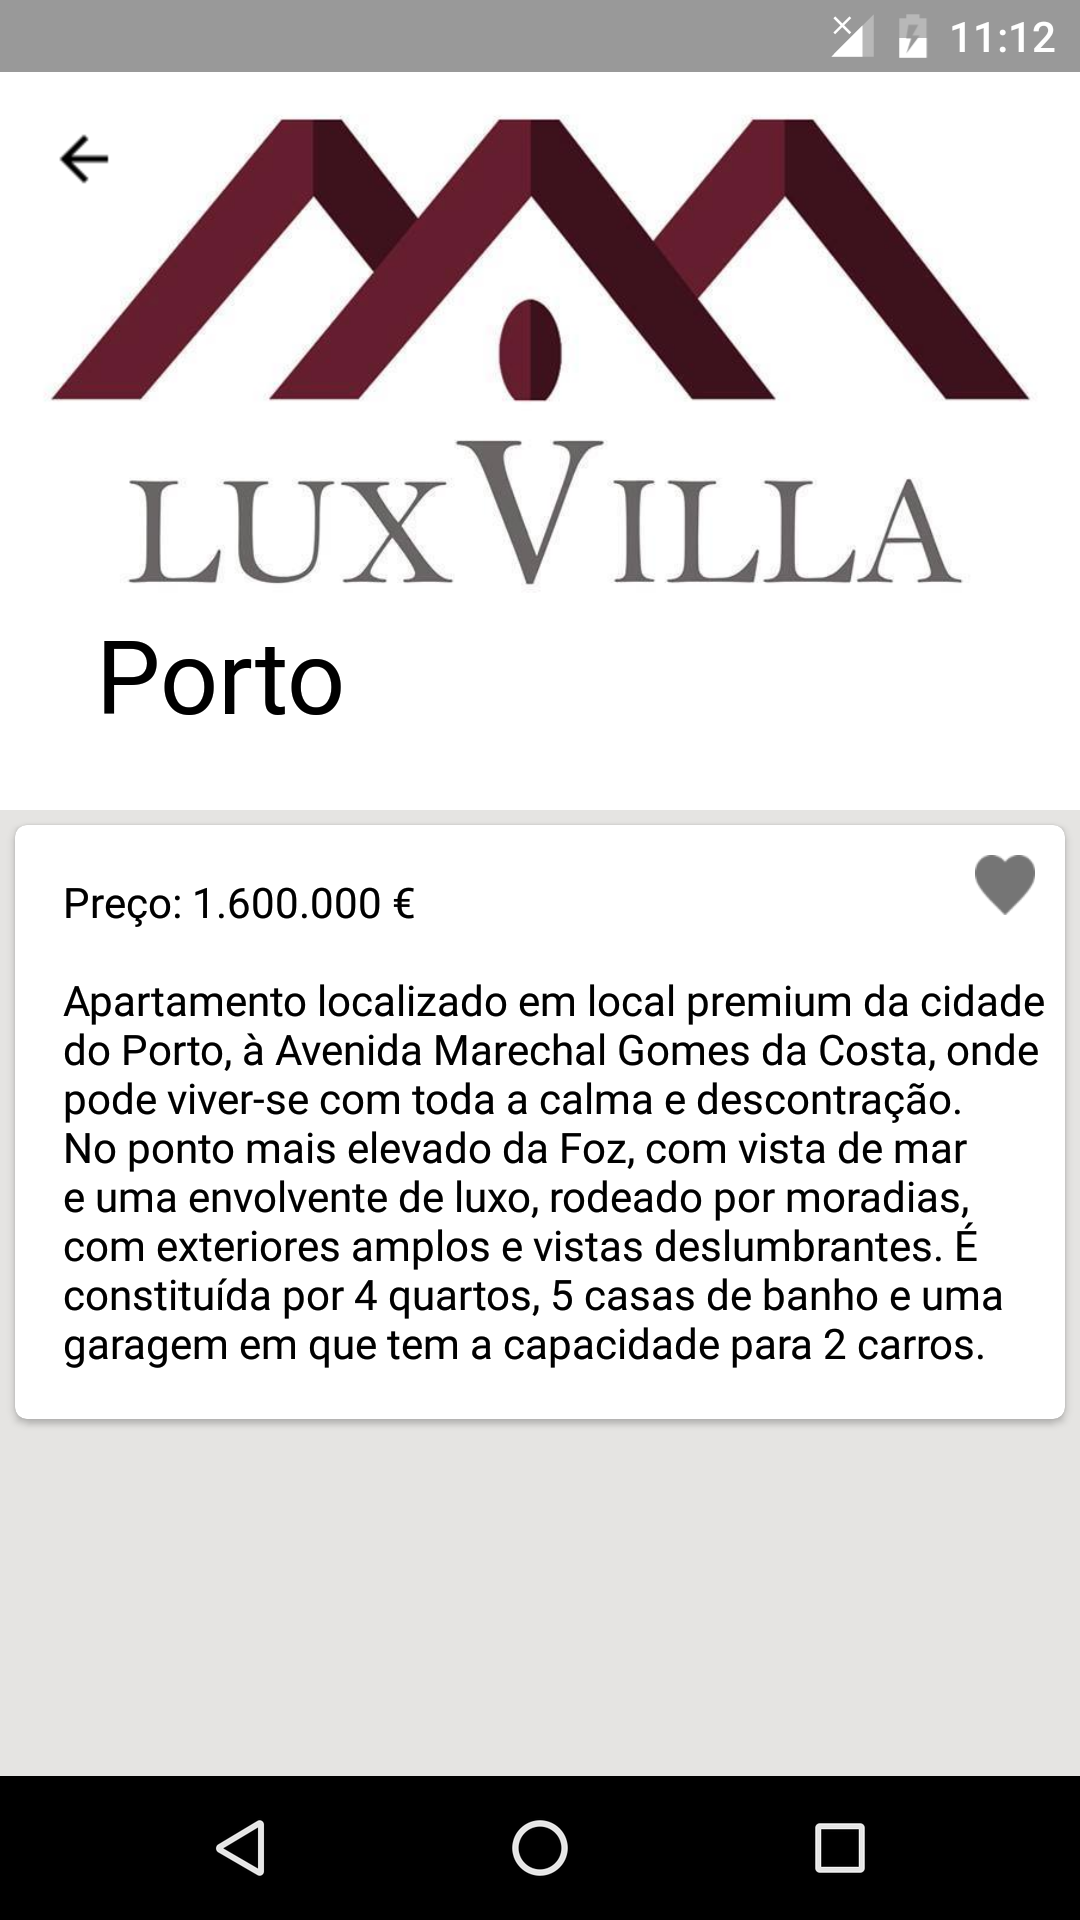 11:12
LUXVILLA
Porto
Preço: 1.600.000 €
Apartamento localizado em local premium da cidade
do Porto, à Avenida Marechal Gomes da Costa, onde
pode viver-se com toda a calma e descontração.
No ponto mais elevado da Foz, com vista de mar
e uma envolvente de luxo, rodeado por moradias,
com exteriores amplos e vistas deslumbrantes. É
constituída por 4 quartos, 5 casas de banho e uma
garagem em que tem a capacidade para 2 carros.